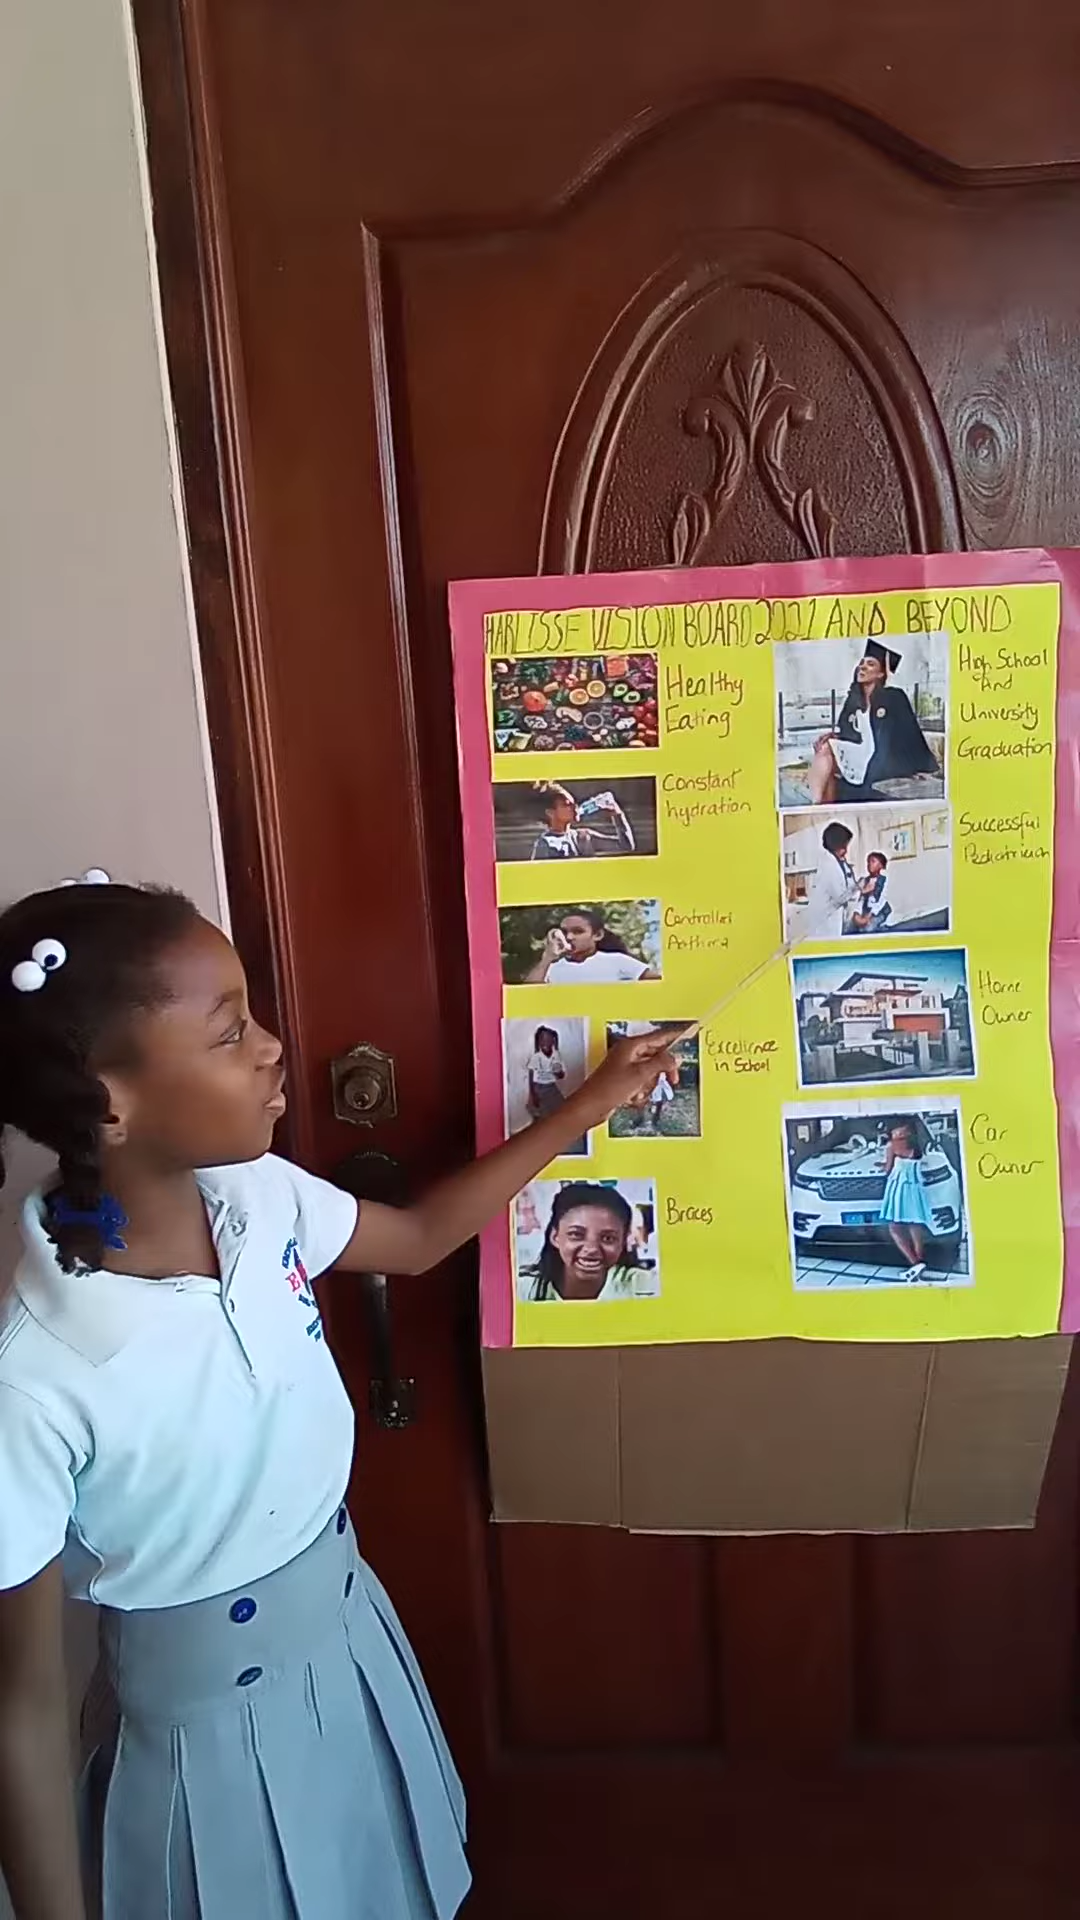 HARLISSE VISION BOARD 2021 AND BEYOND
Healthy
Eating
Constant
hydration
Controlled
Asthma
Excellence
in School
Braces
High School
And
University
Graduation
Successful
Pediatrician
Home
Owner
Car
Owner